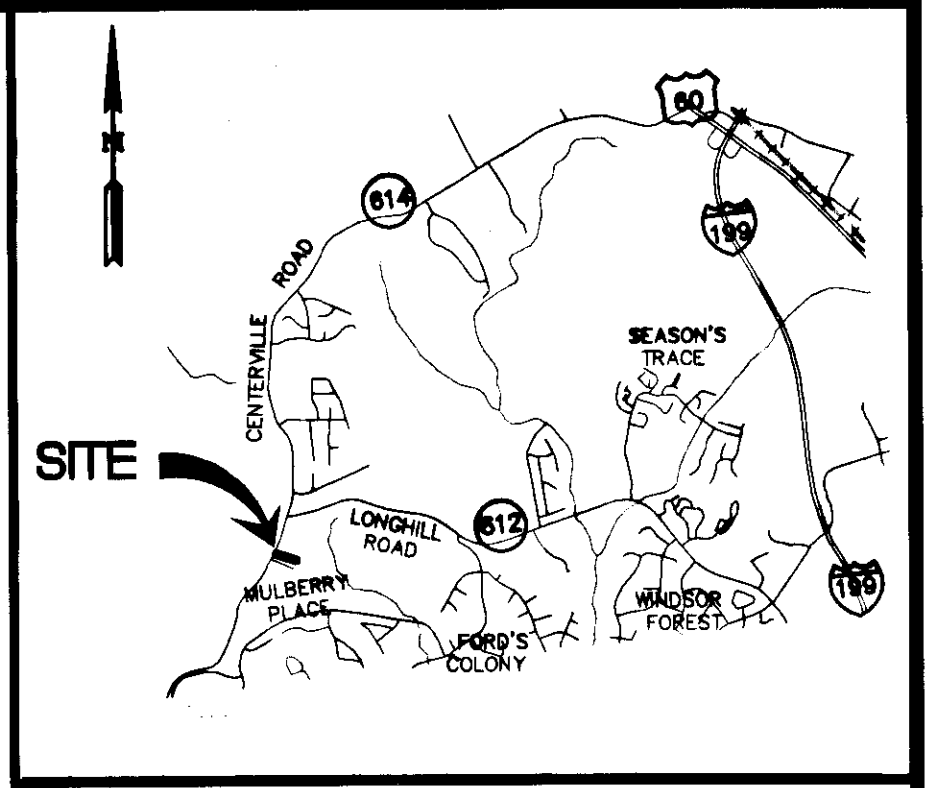 N
60
614
199
ROAD
CENTERVILLE
SEASON'S
TRACE
SITE
LONGHILL
ROAD
612
MULBERRY
PLACE
FORD'S
COLONY
WINDSOR
FOREST
199